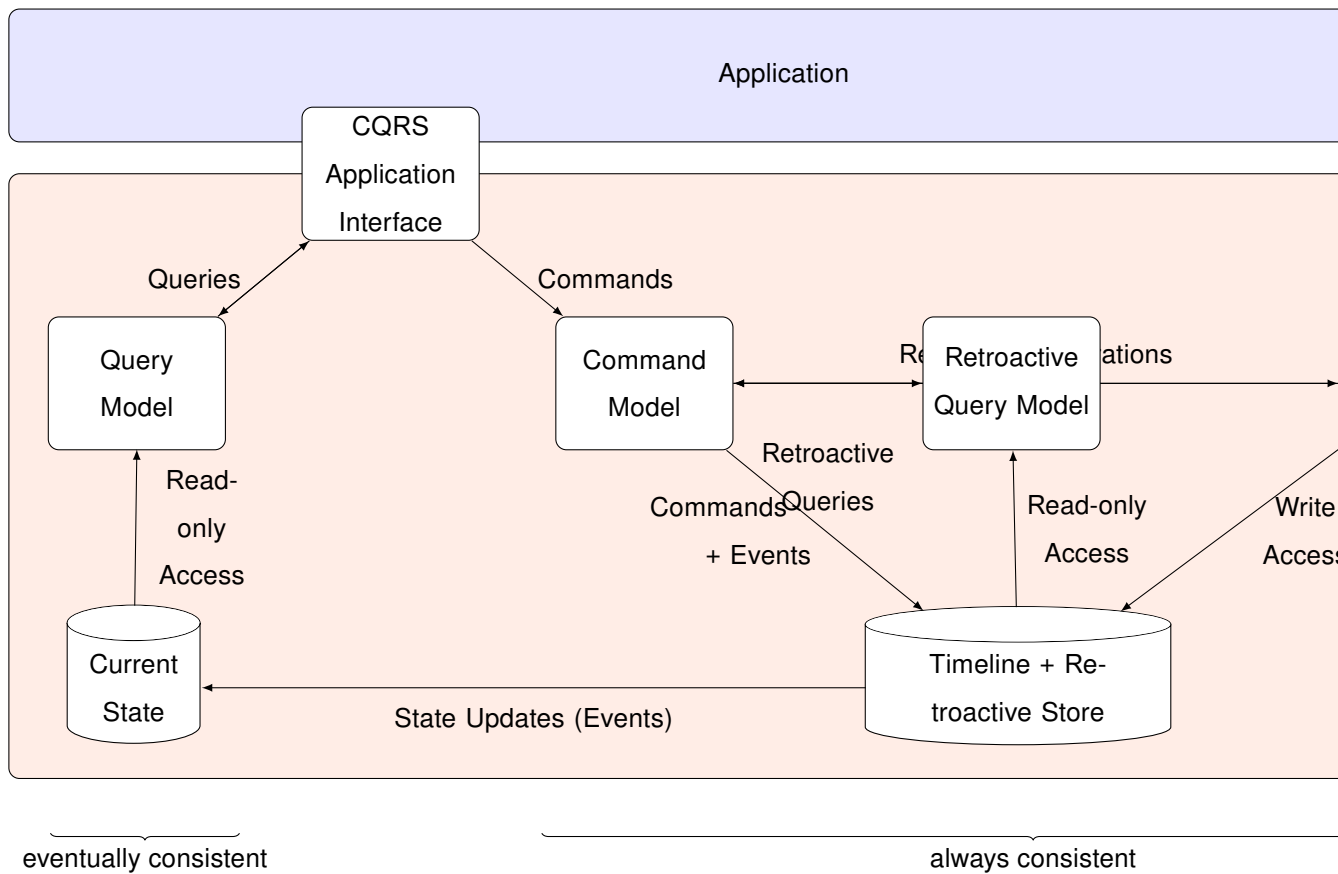 Application
CQRS
Application
Interface
Queries
Commands
Query
Model
Command
Model
Retroactive
Query Model
Read-
only
Access
Retroactive
Queries
Commands
+ Events
Read-only
Access
Write
Access
Current
State
Timeline + Re-
troactive Store
State Updates (Events)
eventually consistent
always consistent